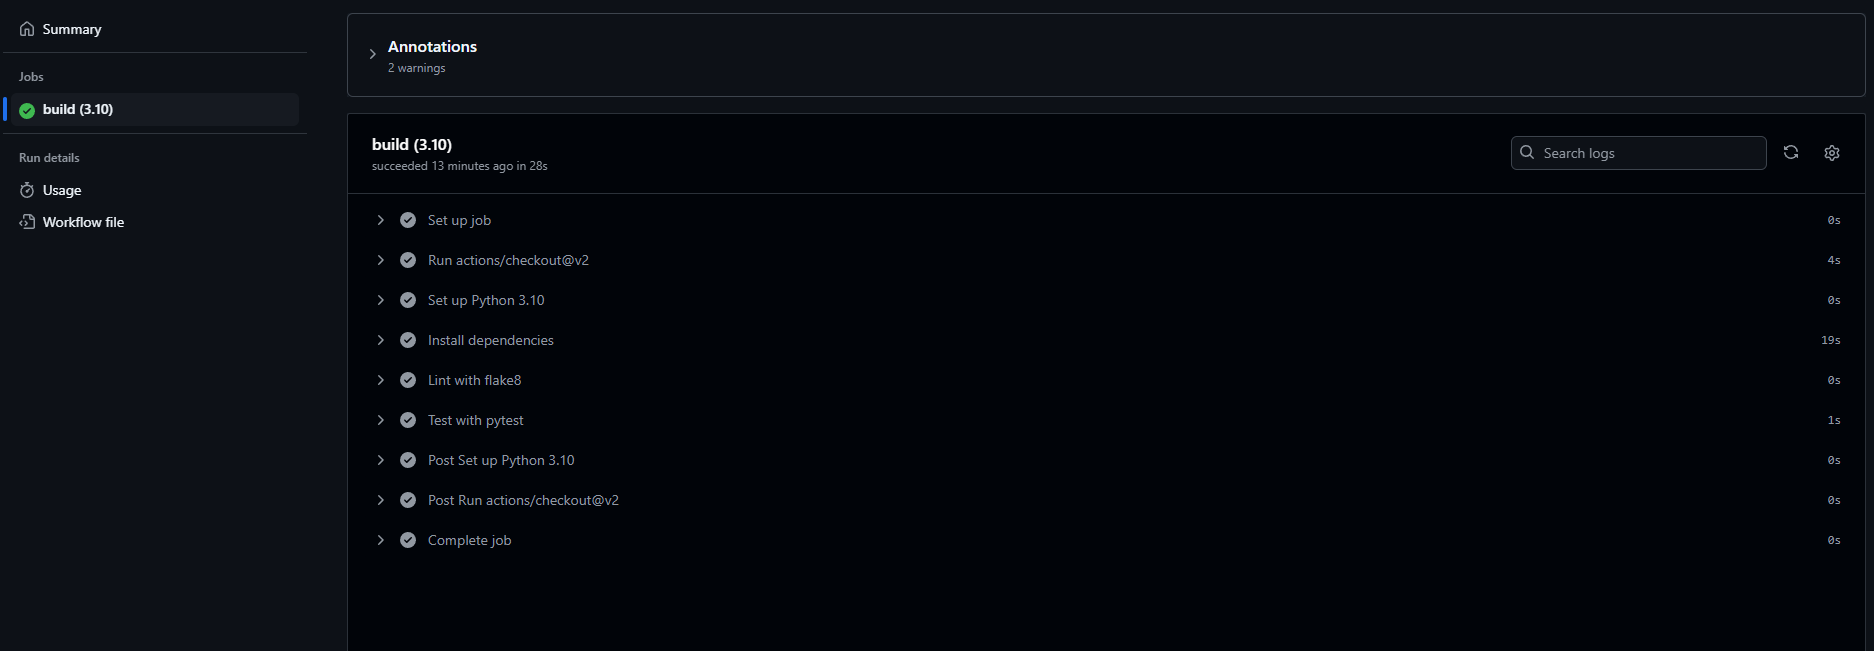 Summary
Jobs
build (3.10)
Run details
Usage
Workflow file
Annotations
2 warnings
build (3.10)
succeeded 13 minutes ago in 28s
Search logs
Set up job 0s
Run actions/checkout@v2 4s
Set up Python 3.10 0s
Install dependencies 19s
Lint with flake8 0s
Test with pytest 1s
Post Set up Python 3.10 0s
Post Run actions/checkout@v2 0s
Complete job 0s